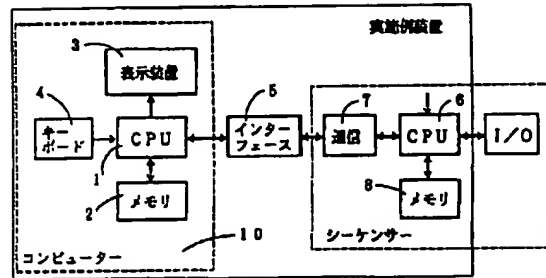 実施例装置
3
表示装置
4
キーボード
CPU
1
メモリ
2
コンピューター
10
5
インターフェース
7
通信
6
CPU
8
メモリ
シーケンサー
I/O